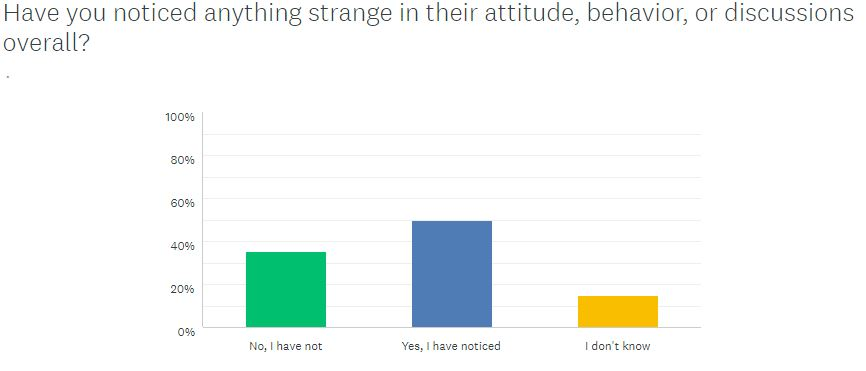 Have you noticed anything strange in their attitude, behavior, or discussions
overall?
100%
80%
60%
40%
20%
0%
No, I have not
Yes, I have noticed
I don't know